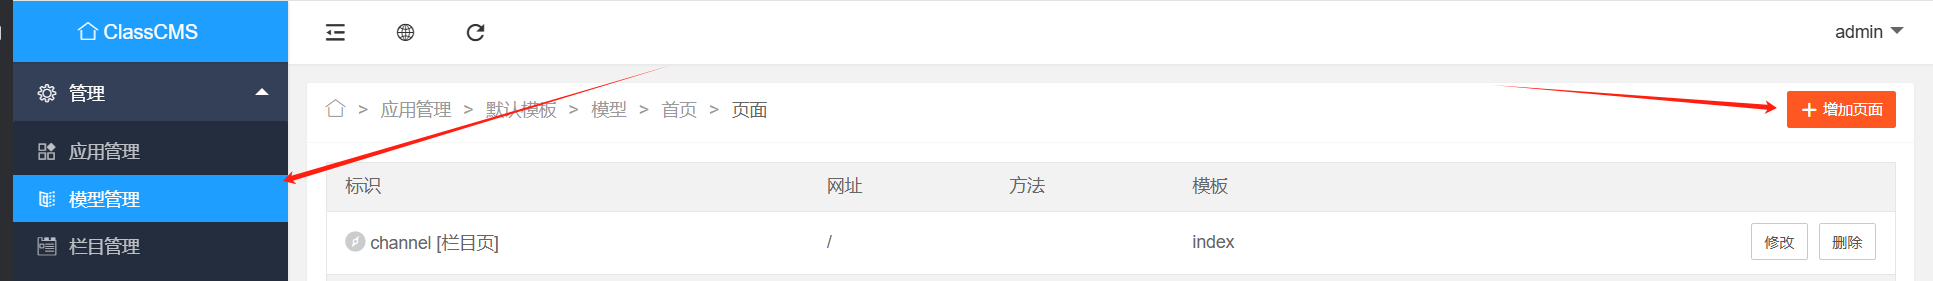 ClassCMS
admin
管理
应用管理 > 默认模板 > 模型 > 首页 > 页面
增加页面
应用管理
模型管理
栏目管理
标识 网址 方法 模板
channel [栏目页] / index 修改 删除